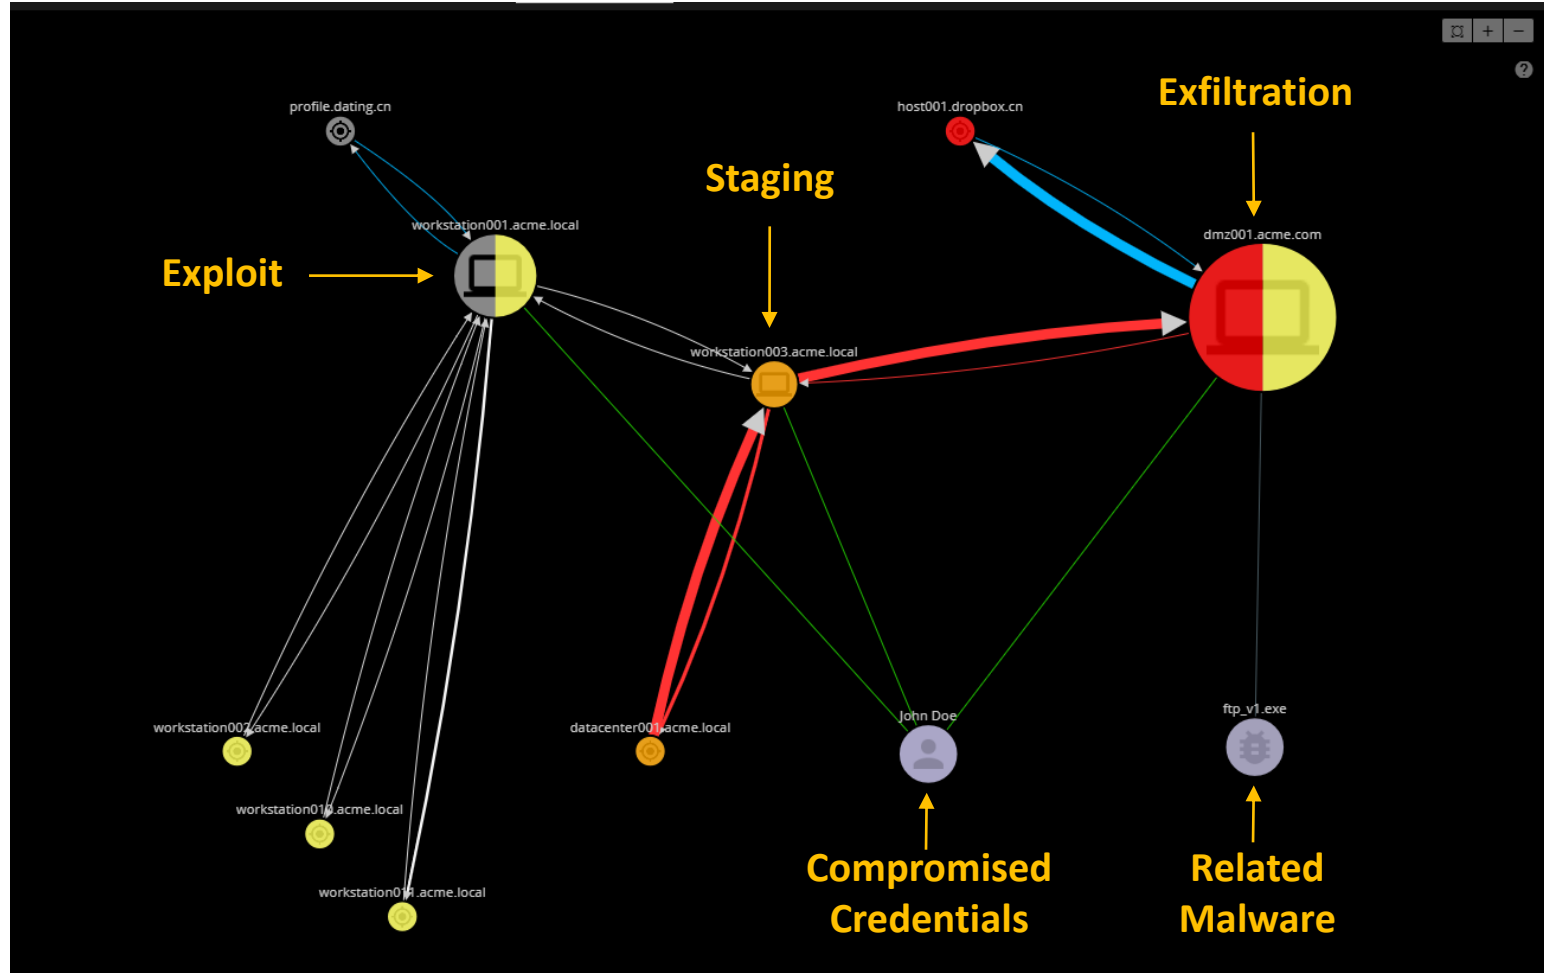 profile.dating.cn
host001.dropbox.cn
Exfiltration
Staging
workstation001.acme.local
dmz001.acme.com
Exploit
workstation003.acme.local
John Doe
ftp_v1.exe
workstation002.acme.local
datacenter001.acme.local
workstation010.acme.local
workstation011.acme.local
Compromised
Credentials
Related
Malware